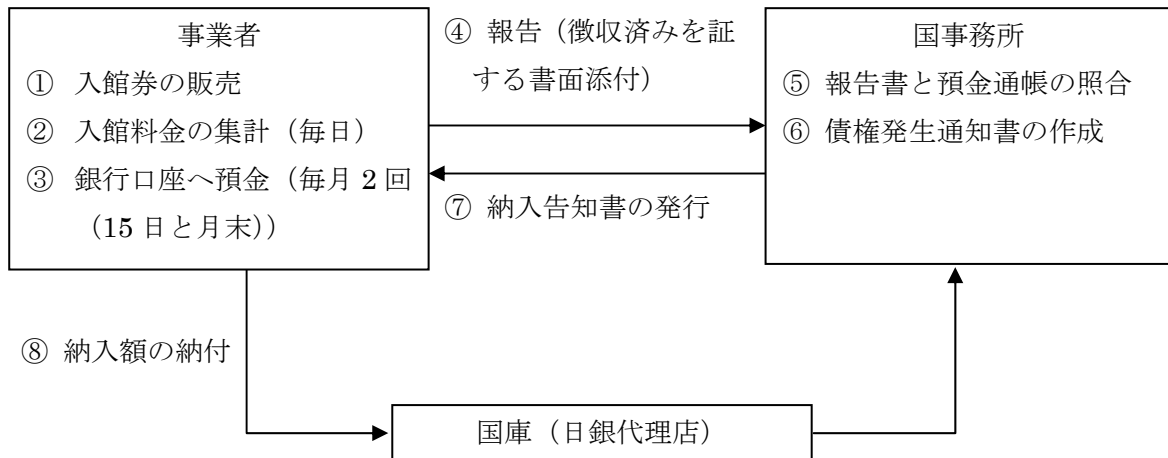 事業者
① 入館券の販売
② 入館料金の集計（毎日）
③ 銀行口座へ預金（毎月 2 回
（15 日と月末））
④ 報告（徴収済みを証
する書面添付）
国事務所
⑤ 報告書と預金通帳の照合
⑥ 債権発生通知書の作成
⑦ 納入告知書の発行
⑧ 納入額の納付
国庫（日銀代理店）